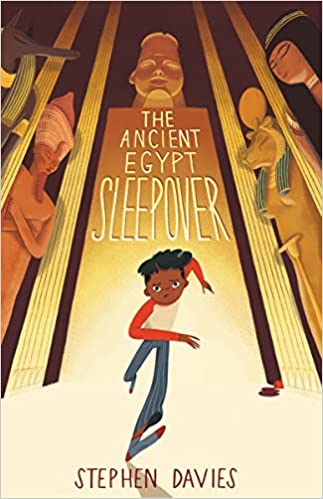 THE
ANCIENT
EGYPT
SLEEPOVER
STEPHEN DAVIES